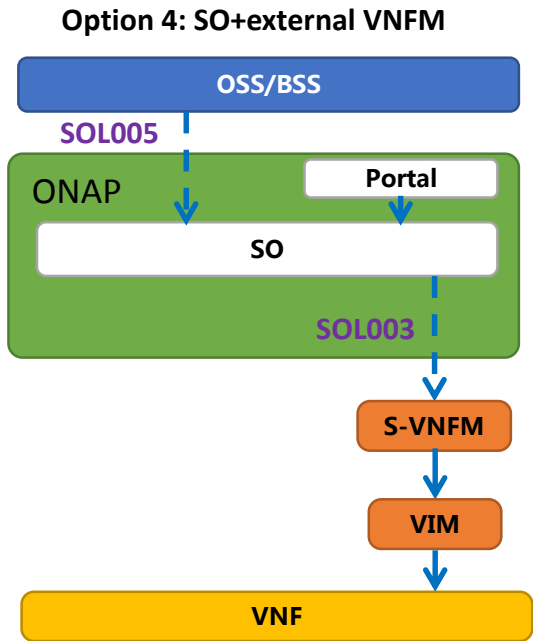 Option 4: SO+external VNFM
OSS/BSS
SOL005
ONAP
Portal
SO
SOL003
S-VNFM
VIM
VNF